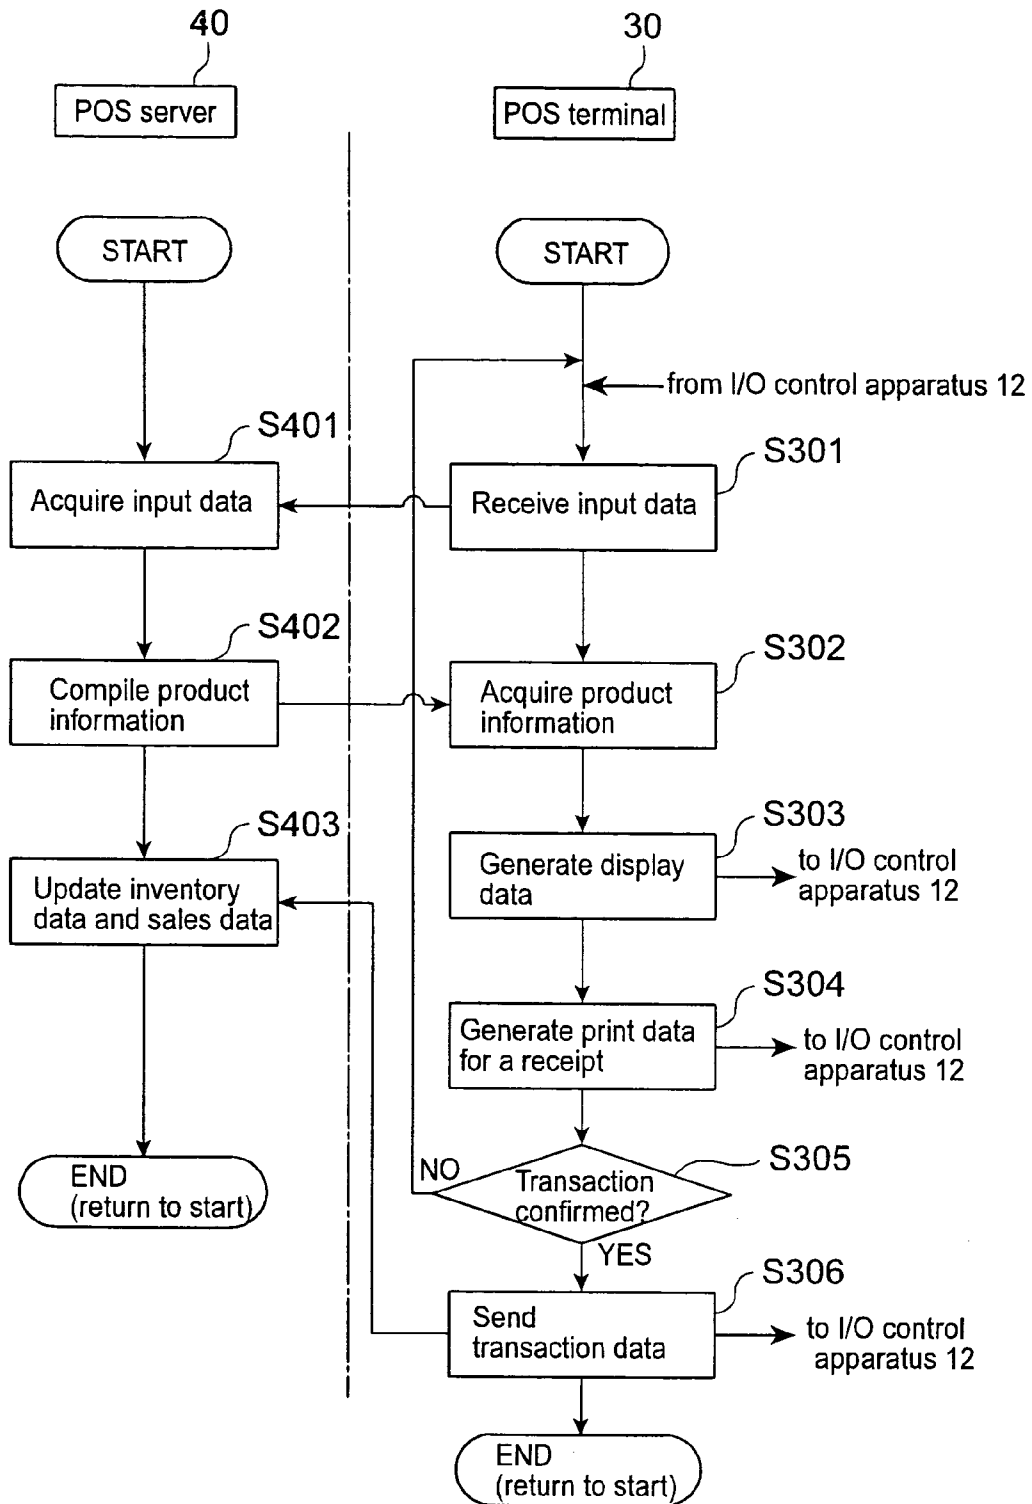 40
30
POS server
POS terminal
START
START
from I/O control apparatus 12
S401
S301
Acquire input data
Receive input data
S402
S302
Compile product
information
Acquire product
information
S403
S303
Update inventory
data and sales data
Generate display
data
to I/O control
apparatus 12
S304
Generate print data
for a receipt
to I/O control
apparatus 12
S305
NO
Transaction
confirmed?
END
(return to start)
YES
S306
Send
transaction data
to I/O control
apparatus 12
END
(return to start)